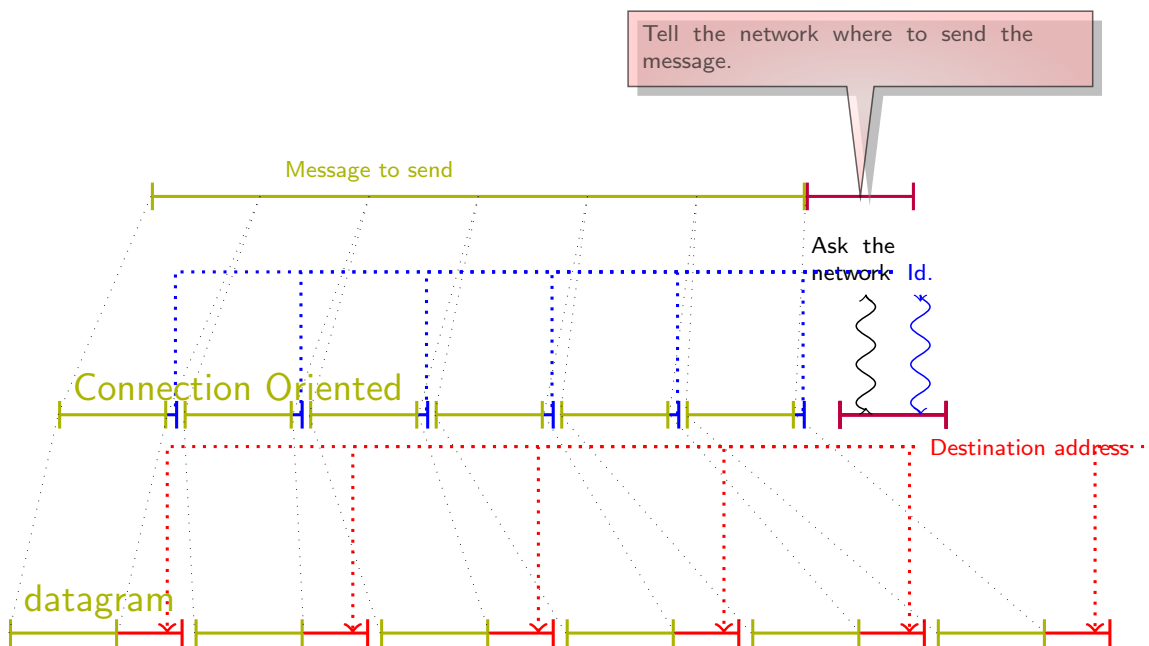 Tell the network where to send the
message.
Message to send
Ask the
network Id.
Connection Oriented
Destination address
datagram